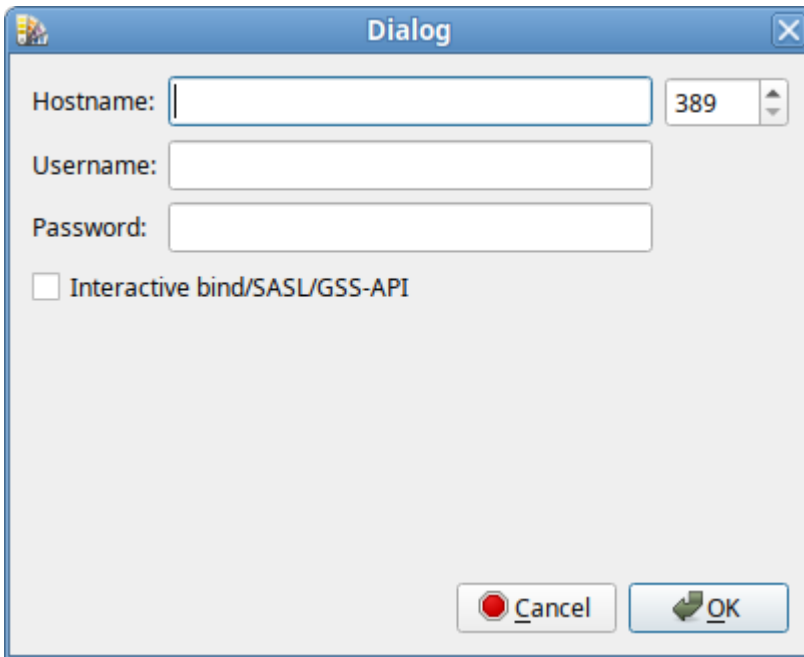 Dialog
Hostname: 389
Username:
Password:
Interactive bind/SASL/GSS-API
Cancel OK